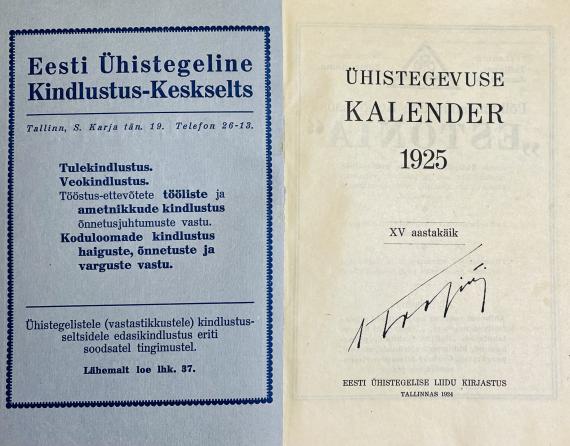 Eesti Ühistegeline
Kindlustus-Keskselts
Tallinn, S. Karja tän. 19. Telefon 26-13.
Tulekindlustus.
Veokindlustus.
Tööstus-ettevõtete tööliste ja
ametnikkude kindlustus
õnnetusjuhtumuste vastu.
Koduloomade kindlustus
haiguste, õnnetuste ja
varguste vastu.
Ühistegelistele (vastastikkustele) kindlustus-
seltsidele edasikindlustus eriti
soodsatel tingimustel.
Lähemalt loe lhk. 37.
ÜHISTEGEVUSE
KALENDER
1925
XV aastakäik
EESTI ÜHISTEGELISE LIIDU KIRJASTUS
TALLINNAS 1924